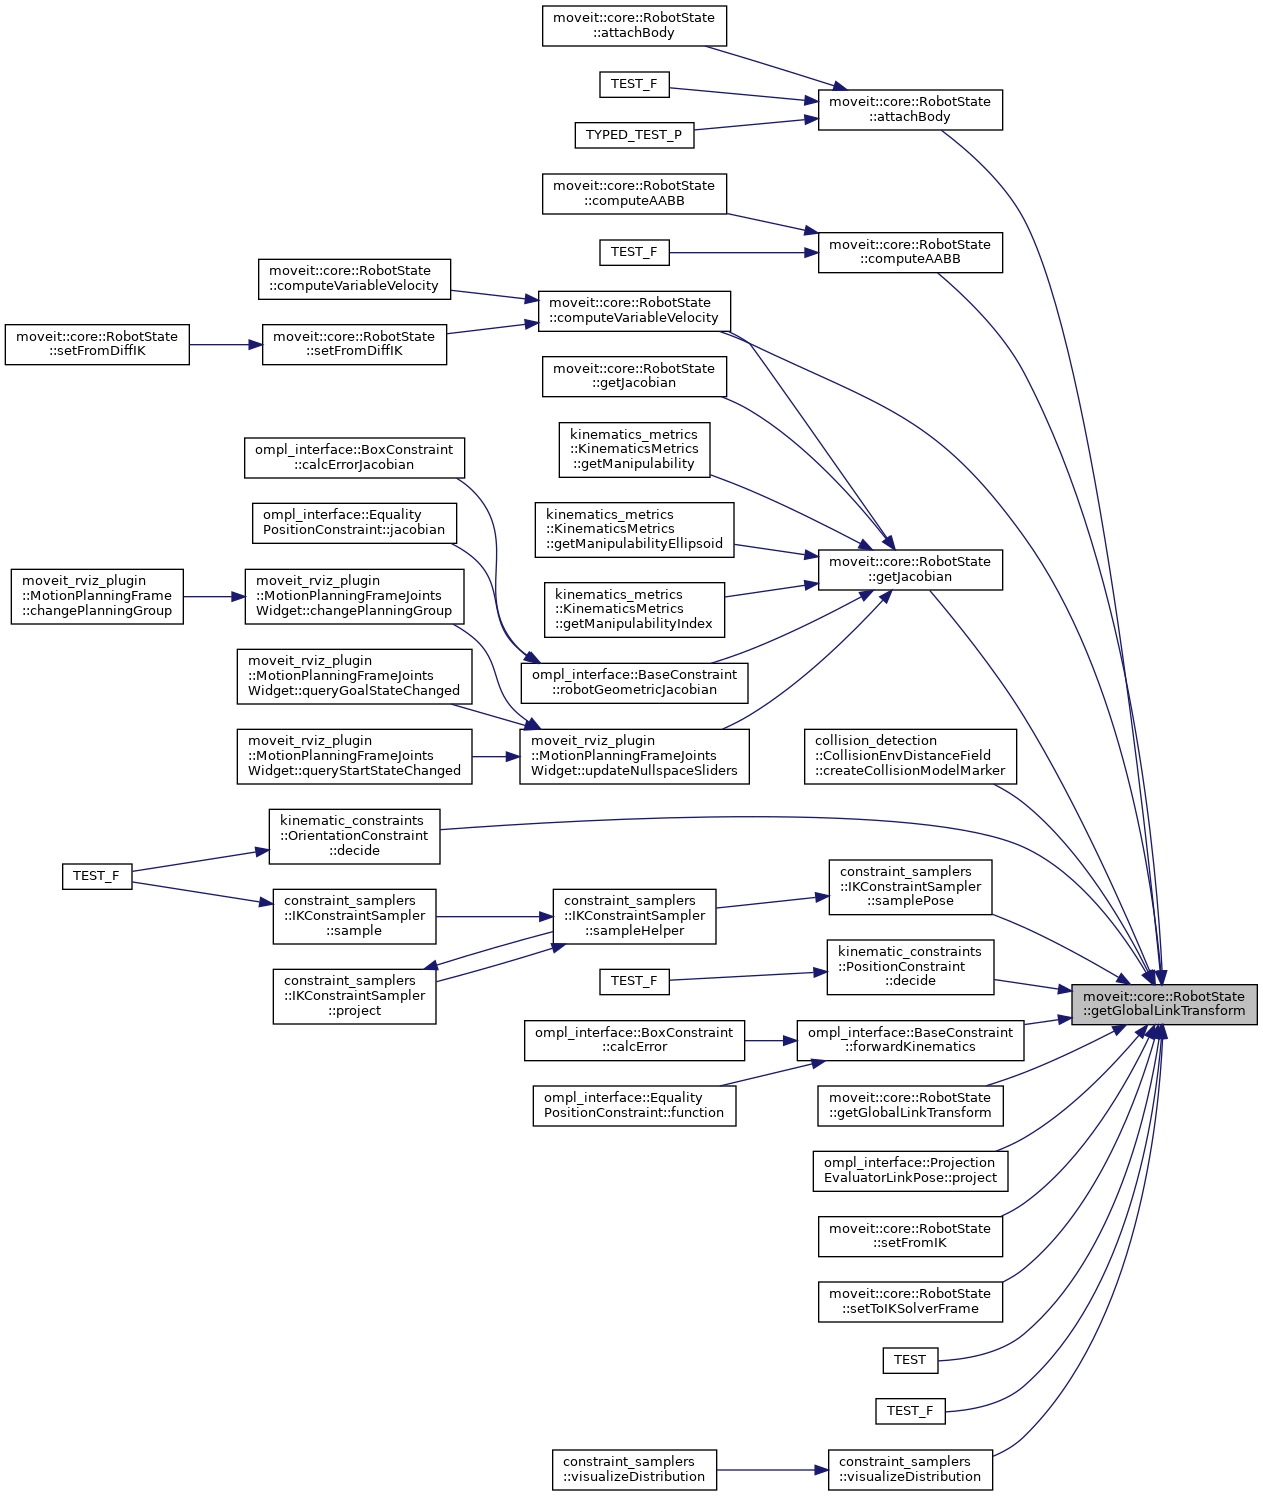 moveit::core::RobotState
::attachBody
TEST_F
moveit::core::RobotState
::attachBody
TYPED_TEST_P
moveit::core::RobotState
::computeAABB
moveit::core::RobotState
::computeAABB
TEST_F
moveit::core::RobotState
::computeVariableVelocity
moveit::core::RobotState
::computeVariableVelocity
moveit::core::RobotState
::setFromDiffIK
moveit::core::RobotState
::setFromDiffIK
moveit::core::RobotState
::getJacobian
kinematics_metrics
::KinematicsMetrics
::getManipulability
ompl_interface::BoxConstraint
::calcErrorJacobian
ompl_interface::Equality
PositionConstraint::jacobian
kinematics_metrics
::KinematicsMetrics
::getManipulabilityEllipsoid
moveit::core::RobotState
::getJacobian
moveit_rviz_plugin
::MotionPlanningFrame
::changePlanningGroup
moveit_rviz_plugin
::MotionPlanningFrameJoints
Widget::changePlanningGroup
kinematics_metrics
::KinematicsMetrics
::getManipulabilityIndex
moveit_rviz_plugin
::MotionPlanningFrameJoints
Widget::queryGoalStateChanged
ompl_interface::BaseConstraint
::robotGeometricJacobian
moveit_rviz_plugin
::MotionPlanningFrameJoints
Widget::queryStartStateChanged
moveit_rviz_plugin
::MotionPlanningFrameJoints
Widget::updateNullspaceSliders
collision_detection
::CollisionEnvDistanceField
::createCollisionModelMarker
kinematic_constraints
::OrientationConstraint
::decide
TEST_F
constraint_samplers
::IKConstraintSampler
::sample
constraint_samplers
::IKConstraintSampler
::sampleHelper
constraint_samplers
::IKConstraintSampler
::samplePose
constraint_samplers
::IKConstraintSampler
::project
TEST_F
kinematic_constraints
::PositionConstraint
::decide
moveit::core::RobotState
::getGlobalLinkTransform
ompl_interface::BoxConstraint
::calcError
ompl_interface::BaseConstraint
::forwardKinematics
ompl_interface::Equality
PositionConstraint::function
moveit::core::RobotState
::getGlobalLinkTransform
ompl_interface::Projection
EvaluatorLinkPose::project
moveit::core::RobotState
::setFromIK
moveit::core::RobotState
::setToIKSolverFrame
TEST
TEST_F
constraint_samplers
::visualizeDistribution
constraint_samplers
::visualizeDistribution